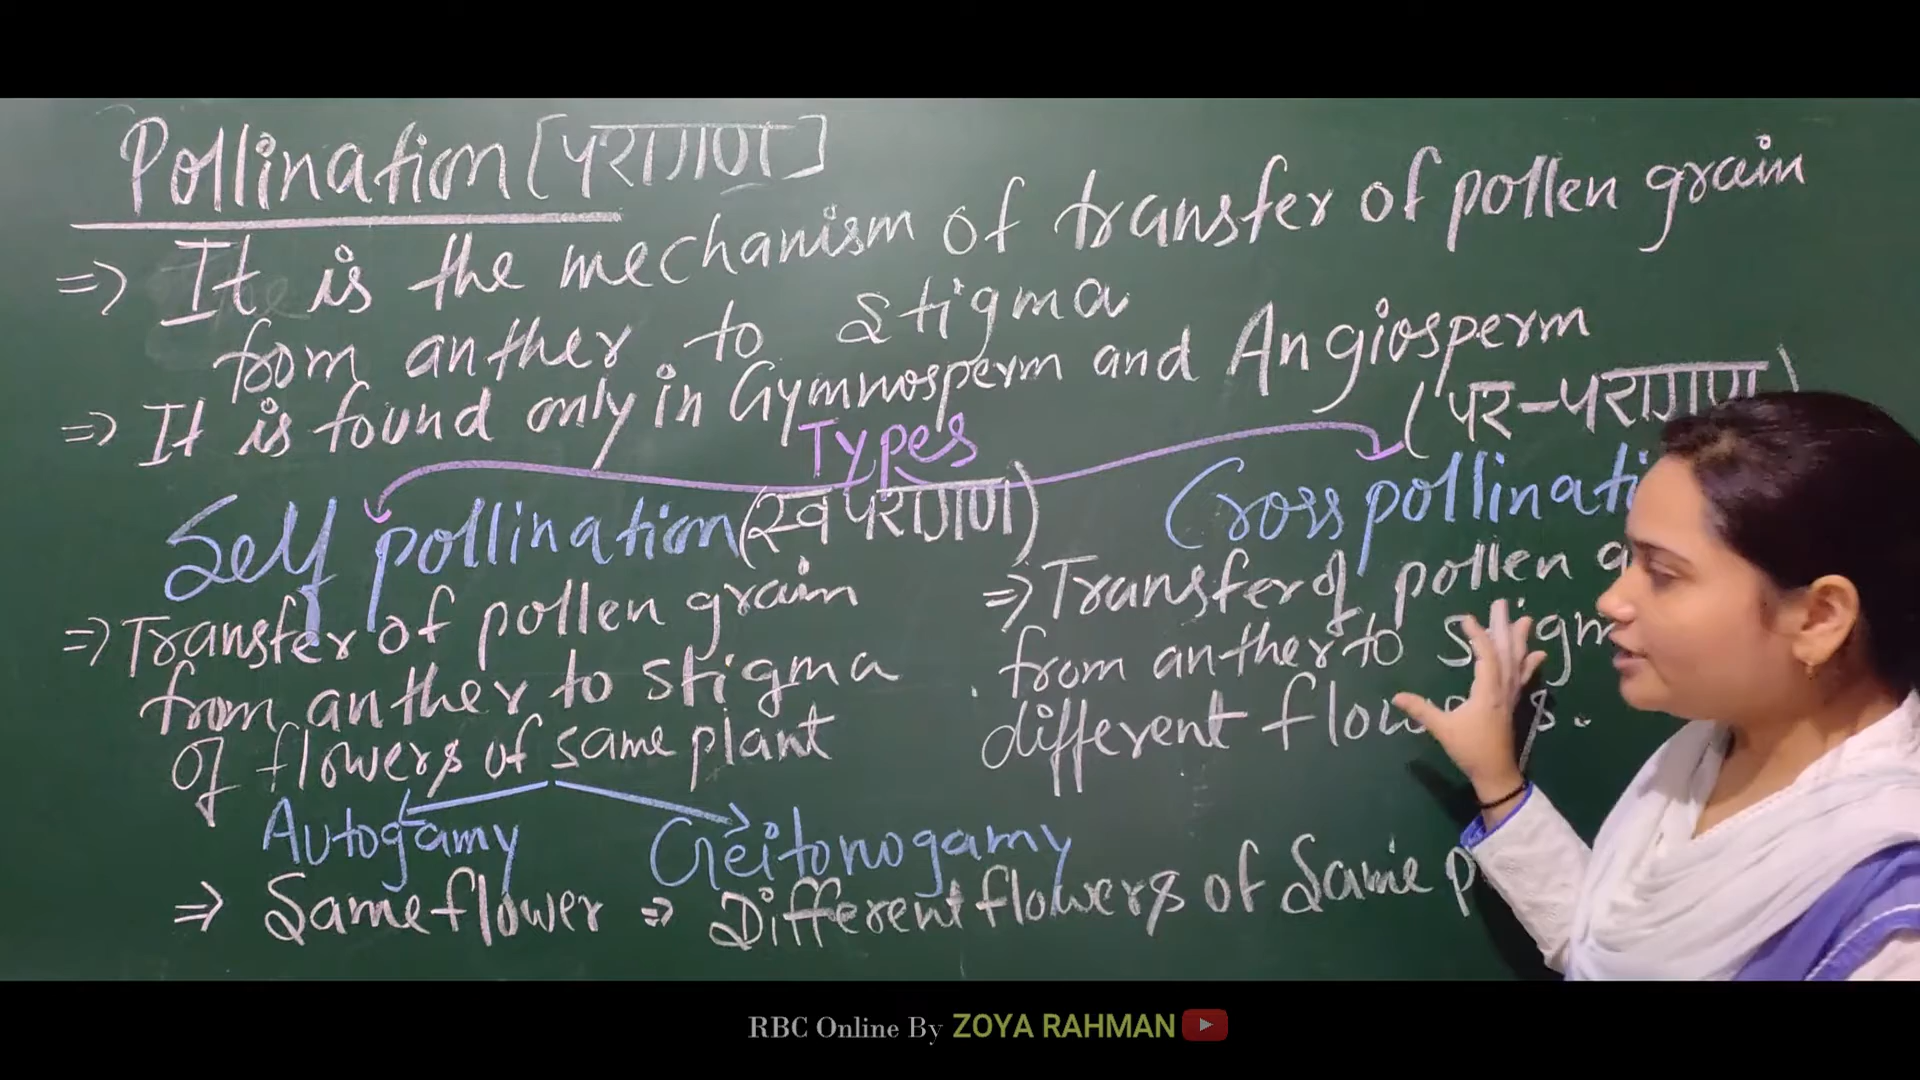 Pollination [परागण]
=> It is the mechanism of transfer of pollen grain
from anther to stigma
=> It is found only in Gymnosperm and Angiosperm
Types
(पर-परागण)
Self pollination (स्व परागण)
Cross pollinati
=> Transfer of pollen grain
from anther to stigma
of flowers of same plant
=> Transfer of pollen g
from anther to Stigm
different flowers.
Autogamy
Geitonogamy
=> Same flower
=> Different flowers of Same p
RBC Online By ZOYA RAHMAN